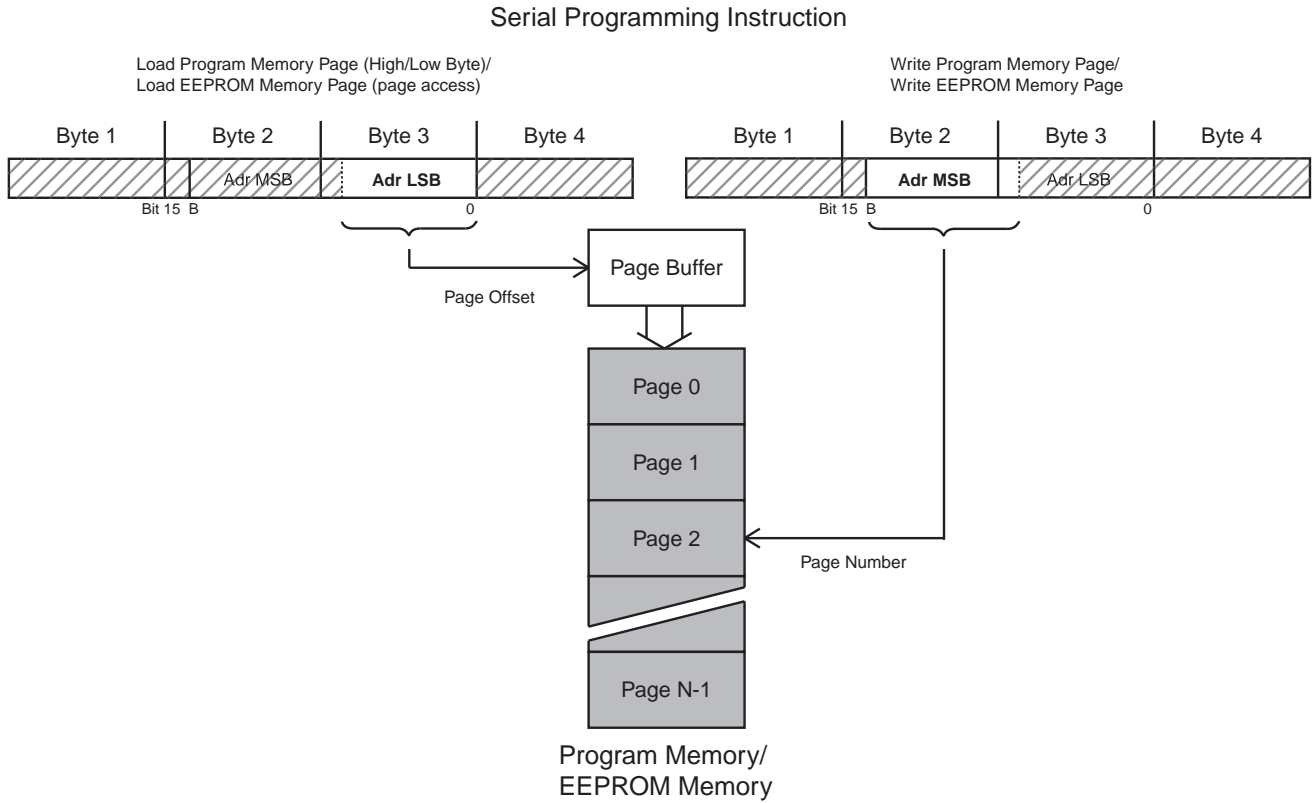 Serial Programming Instruction
Load Program Memory Page (High/Low Byte)/
Load EEPROM Memory Page (page access)
Write Program Memory Page/
Write EEPROM Memory Page
Byte 1 Byte 2 Byte 3 Byte 4
Byte 1 Byte 2 Byte 3 Byte 4
Adr MSB Adr LSB
Adr MSB Adr LSB
Bit 15 B 0
Bit 15 B 0
Page Buffer
Page Offset
Page 0
Page 1
Page 2
Page Number
Page N-1
Program Memory/
EEPROM Memory